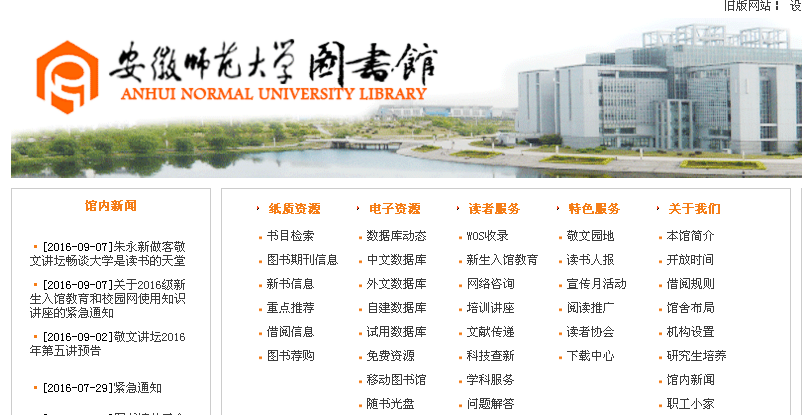 旧版网站
设
安徽师范大学图書館
ANHUI NORMAL UNIVERSITY LIBRARY
馆内新闻
[2016-09-07]朱永新做客敬
文讲坛畅谈大学是读书的天堂
[2016-09-07]关于2016级新
生入馆教育和校园网使用知识
讲座的紧急通知
[2016-09-02]敬文讲坛2016
年第五讲预告
[2016-07-29]紧急通知
纸质资源
书目检索
图书期刊信息
新书信息
重点推荐
借阅信息
图书荐购
电子资源
数据库动态
中文数据库
外文数据库
自建数据库
试用数据库
免费资源
移动图书馆
随书光盘
读者服务
WOS收录
新生入馆教育
网络咨询
培训讲座
文献传递
科技查新
学科服务
问题解答
特色服务
敬文园地
读书人报
宣传月活动
阅读推广
读者协会
下载中心
关于我们
本馆简介
开放时间
借阅规则
馆舍布局
机构设置
研究生培养
馆内新闻
职工小家